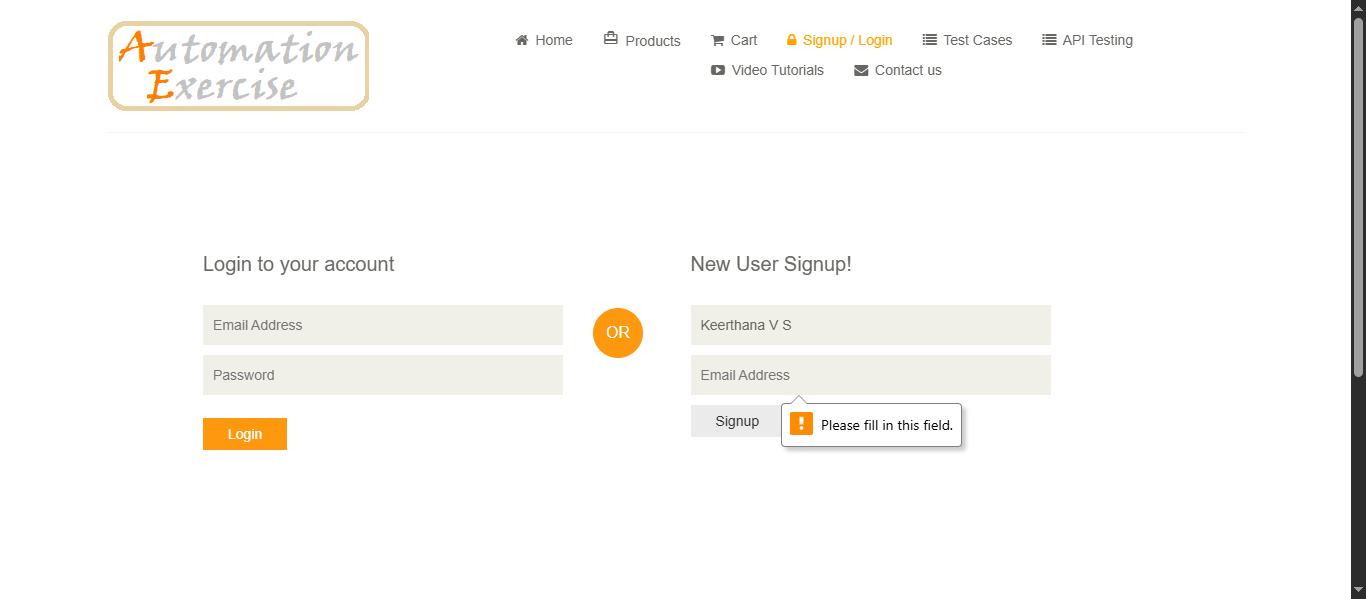 Automation
Exercise
Home Products Cart Signup / Login Test Cases API Testing
Video Tutorials Contact us
Login to your account
Email Address
Password
Login
OR
New User Signup!
Keerthana V S
Email Address
Signup
! Please fill in this field.